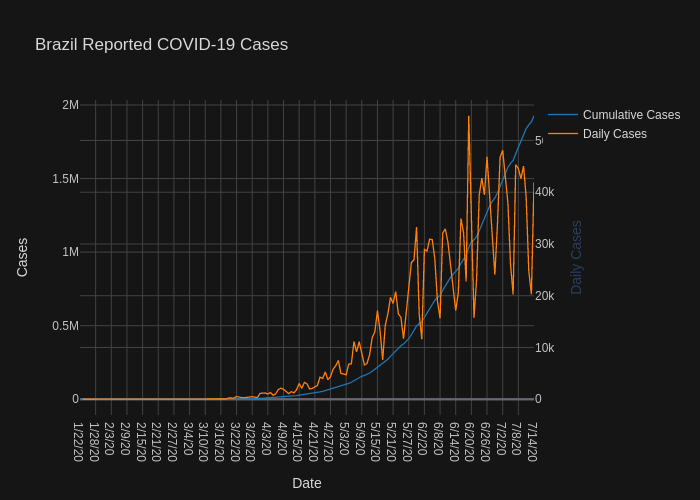 Brazil Reported COVID-19 Cases
Cumulative Cases
Daily Cases
2M
1.5M
1M
0.5M
0
40k
30k
20k
10k
0
Cases
Daily Cases
1/22/20
1/28/20
2/3/20
2/9/20
2/15/20
2/21/20
2/27/20
3/4/20
3/10/20
3/16/20
3/22/20
3/28/20
4/3/20
4/9/20
4/15/20
4/21/20
4/27/20
5/3/20
5/9/20
5/15/20
5/21/20
5/27/20
6/2/20
6/8/20
6/14/20
6/20/20
6/26/20
7/2/20
7/8/20
7/14/20
Date